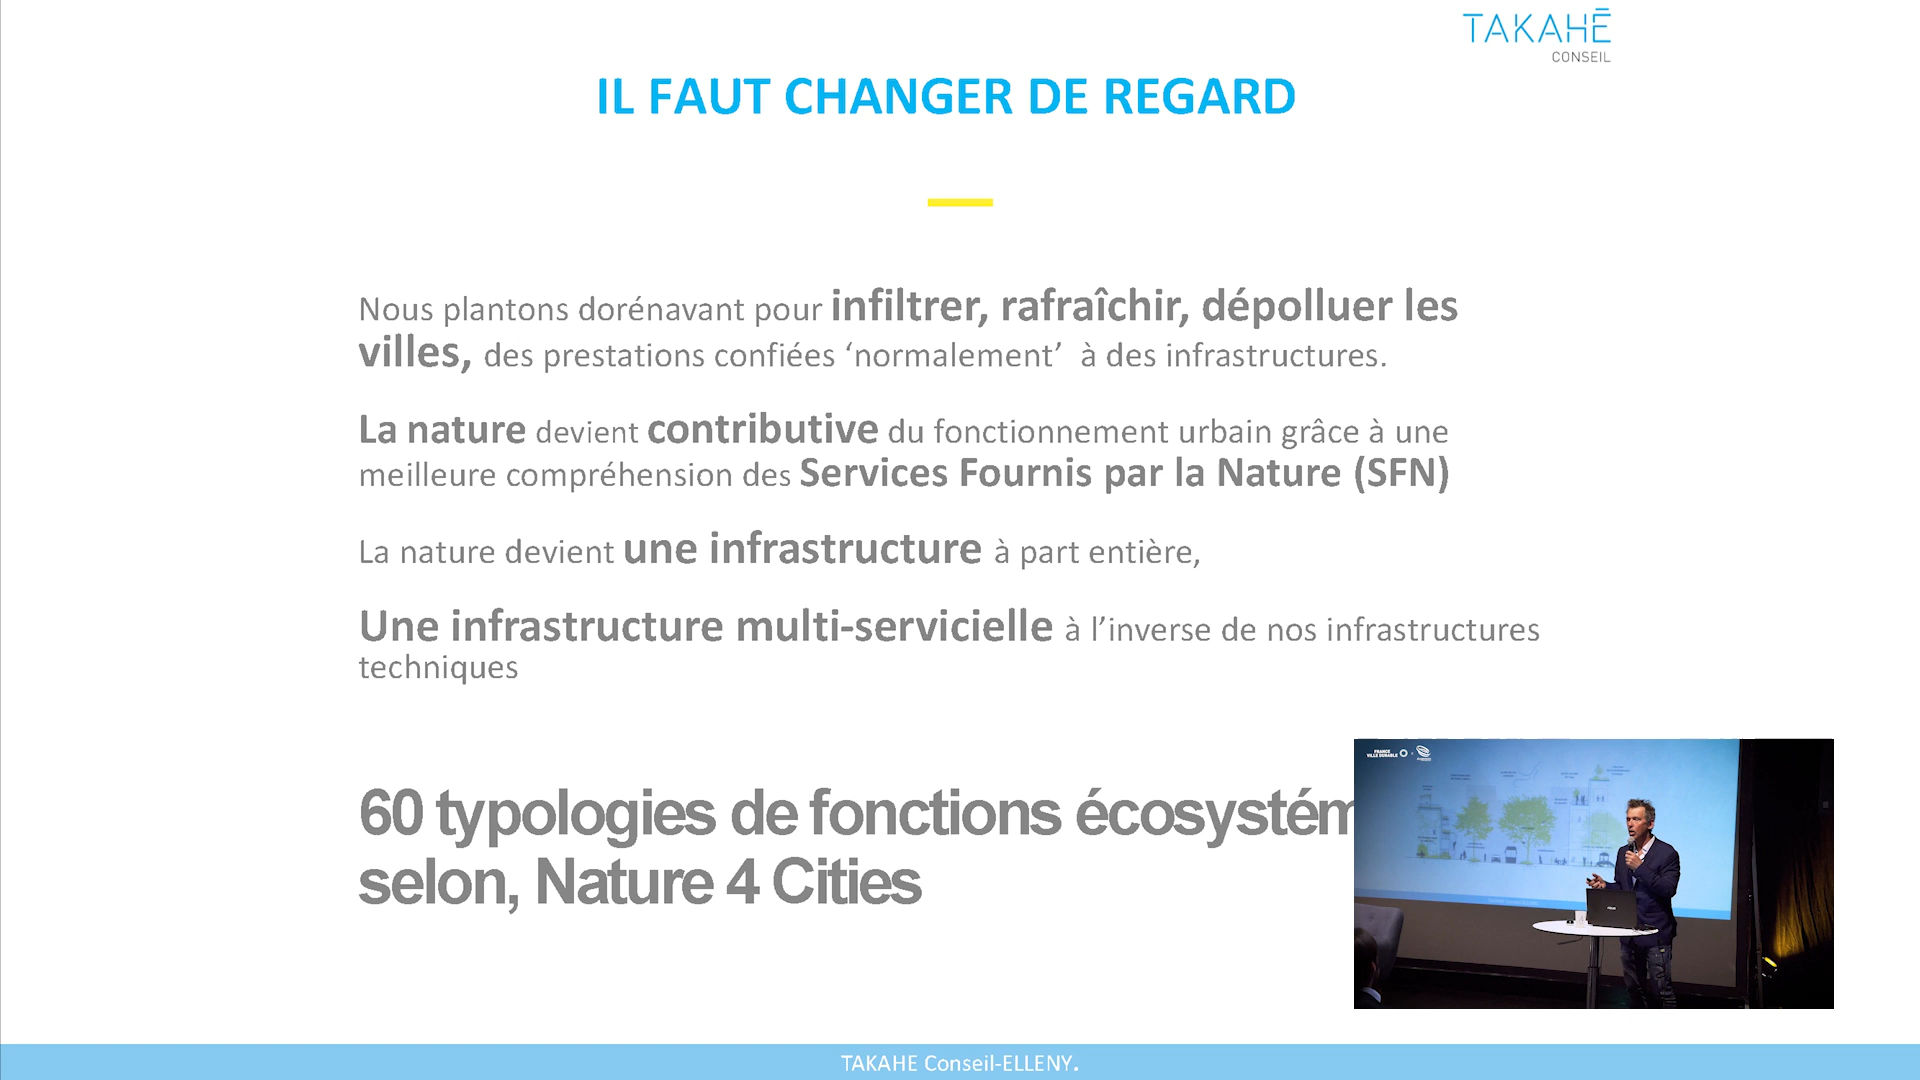 TAKAHĒ
CONSEIL
IL FAUT CHANGER DE REGARD
Nous plantons dorénavant pour infiltrer, rafraîchir, dépolluer les
villes, des prestations confiées ‘normalement’ à des infrastructures.
La nature devient contributive du fonctionnement urbain grâce à une
meilleure compréhension des Services Fournis par la Nature (SFN)
La nature devient une infrastructure à part entière,
Une infrastructure multi-servicielle à l’inverse de nos infrastructures
techniques
60 typologies de fonctions écosystém
selon, Nature 4 Cities
FRANCE
VILLE DURABLE
TAKAHE Conseil-ELLENY.